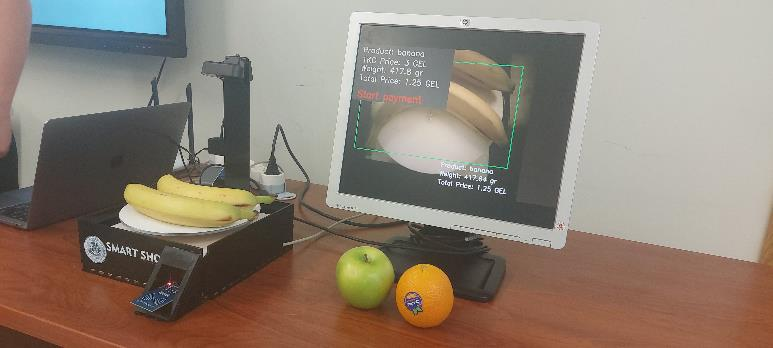 Product: banana
1KG Price: 3 GEL
Weight: 417.8 gr
Total Price: 1.25 GEL
Start payment
Product: banana
Weight: 417.84 gr
Total Price: 1.25 GEL
SMART SHO
hp